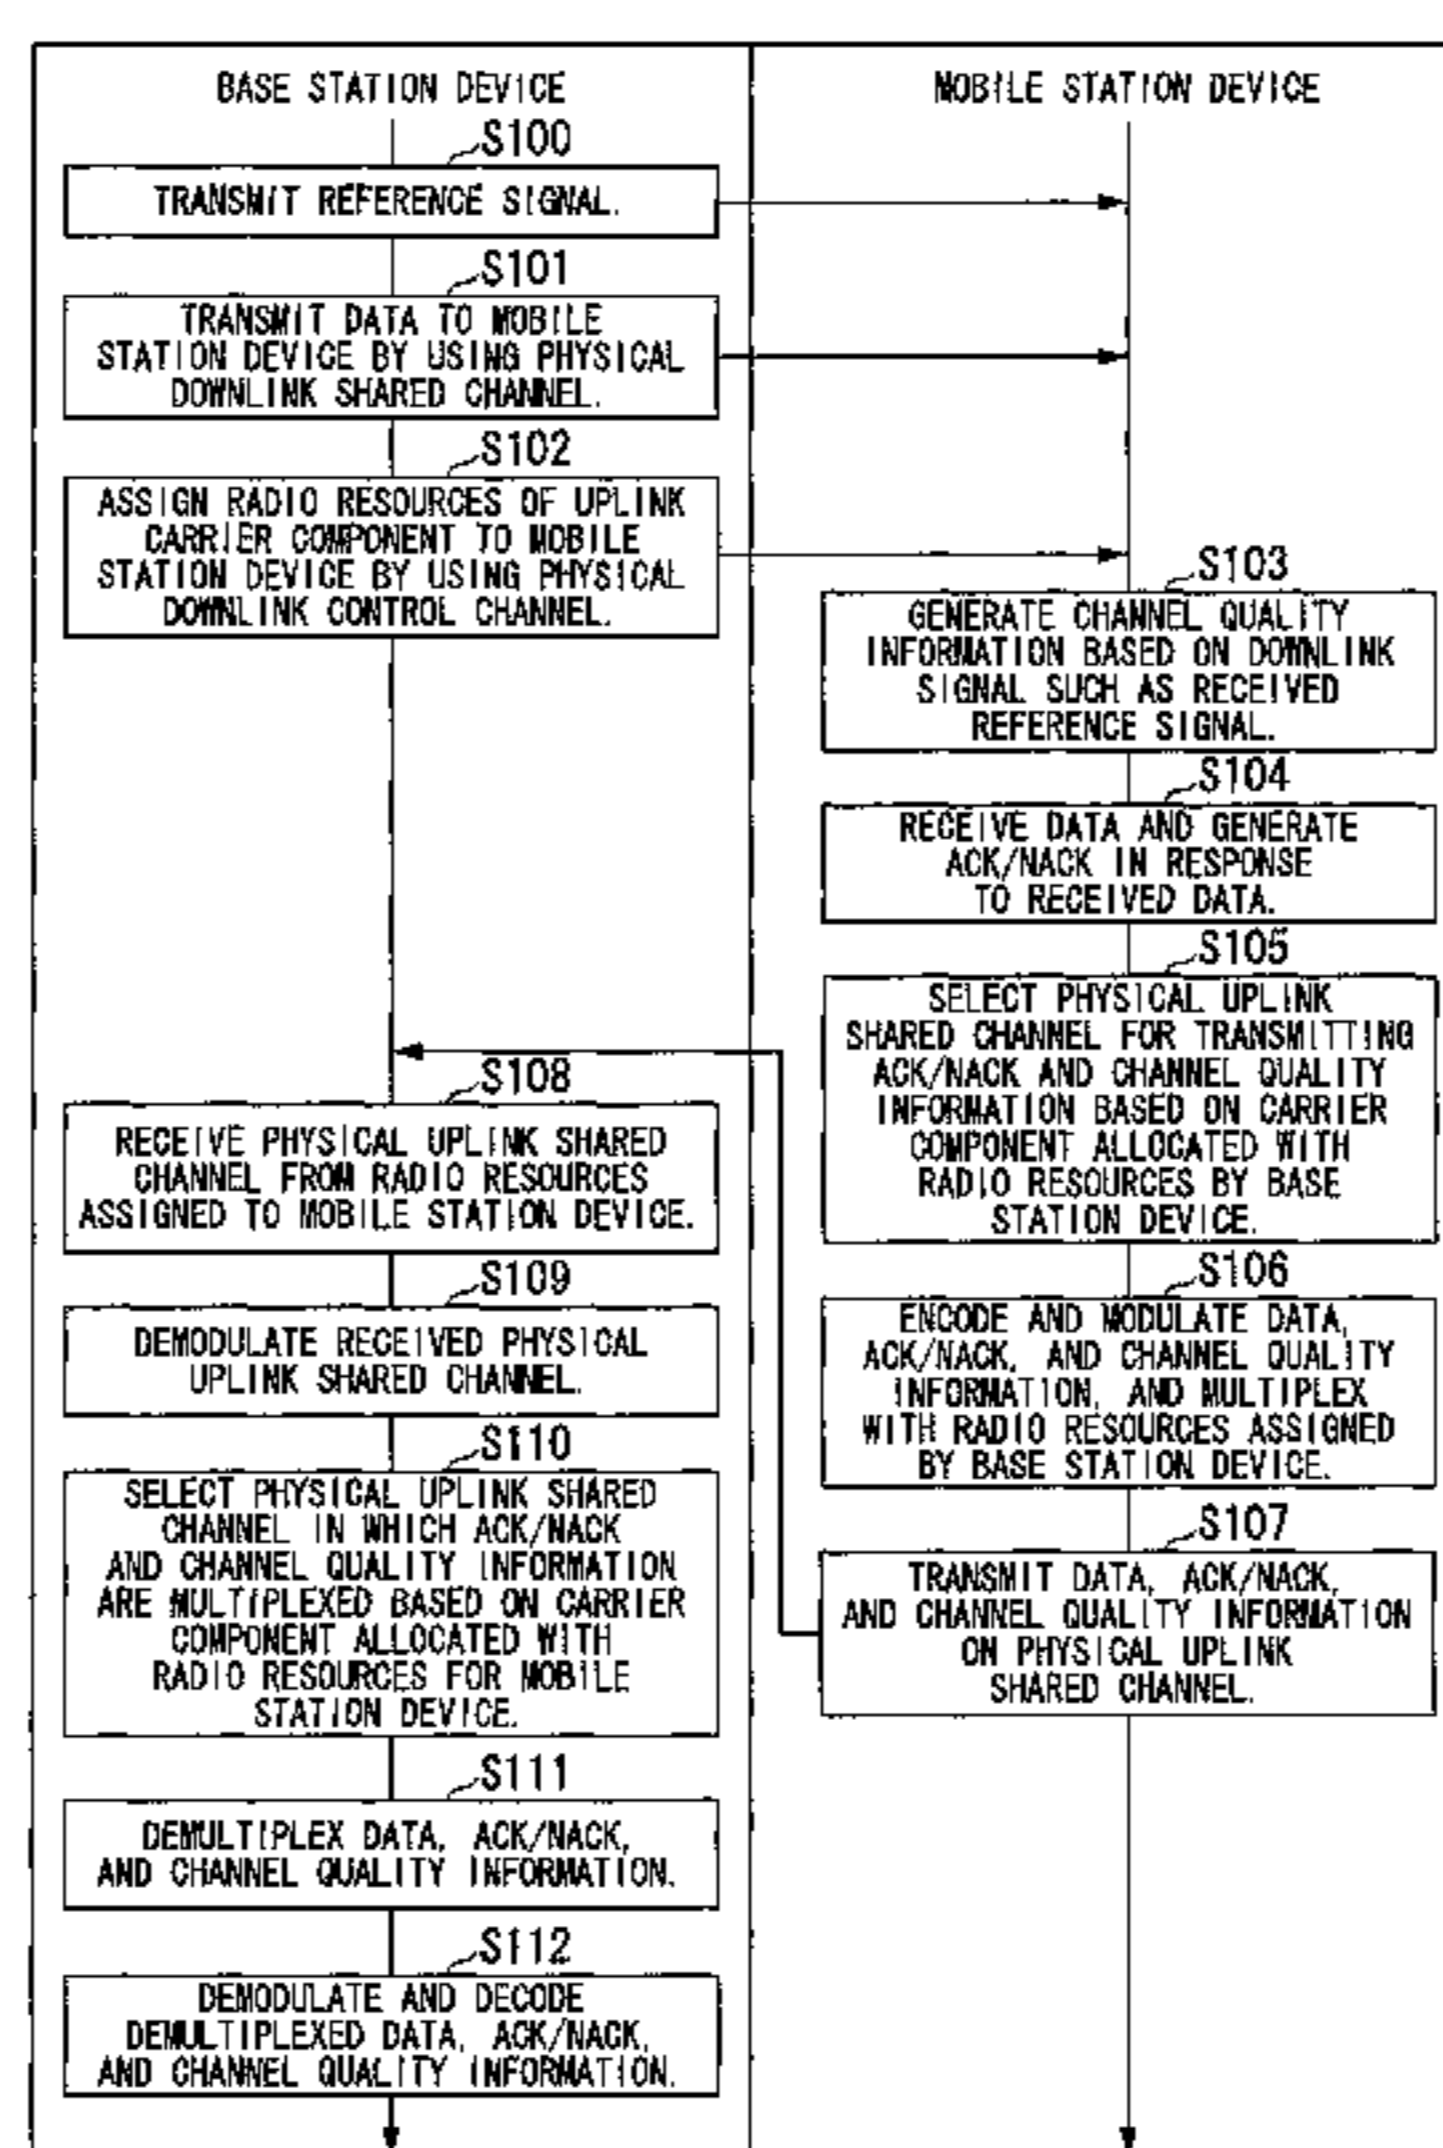 BASE STATION DEVICE
MOBILE STATION DEVICE
S100
TRANSMIT REFERENCE SIGNAL.
S101
TRANSMIT DATA TO MOBILE
STATION DEVICE BY USING PHYSICAL
DOWNLINK SHARED CHANNEL.
S102
ASSIGN RADIO RESOURCES OF UPLINK
CARRIER COMPONENT TO MOBILE
STATION DEVICE BY USING PHYSICAL
DOWNLINK CONTROL CHANNEL.
S103
GENERATE CHANNEL QUALITY
INFORMATION BASED ON DOWNLINK
SIGNAL SUCH AS RECEIVED
REFERENCE SIGNAL.
S104
RECEIVE DATA AND GENERATE
ACK/NACK IN RESPONSE
TO RECEIVED DATA.
S105
SELECT PHYSICAL UPLINK
SHARED CHANNEL FOR TRANSMITTING
ACK/NACK AND CHANNEL QUALITY
INFORMATION BASED ON CARRIER
COMPONENT ALLOCATED WITH
RADIO RESOURCES BY BASE
STATION DEVICE.
S106
ENCODE AND MODULATE DATA,
ACK/NACK, AND CHANNEL QUALITY
INFORMATION, AND MULTIPLEX
WITH RADIO RESOURCES ASSIGNED
BY BASE STATION DEVICE.
S107
TRANSMIT DATA, ACK/NACK,
AND CHANNEL QUALITY INFORMATION
ON PHYSICAL UPLINK
SHARED CHANNEL.
S108
RECEIVE PHYSICAL UPLINK SHARED
CHANNEL FROM RADIO RESOURCES
ASSIGNED TO MOBILE STATION DEVICE.
S109
DEMODULATE RECEIVED PHYSICAL
UPLINK SHARED CHANNEL.
S110
SELECT PHYSICAL UPLINK SHARED
CHANNEL IN WHICH ACK/NACK
AND CHANNEL QUALITY INFORMATION
ARE MULTIPLEXED BASED ON CARRIER
COMPONENT ALLOCATED WITH
RADIO RESOURCES FOR MOBILE
STATION DEVICE.
S111
DEMULTIPLEX DATA, ACK/NACK,
AND CHANNEL QUALITY INFORMATION.
S112
DEMODULATE AND DECODE
DEMULTIPLEXED DATA, ACK/NACK,
AND CHANNEL QUALITY INFORMATION.